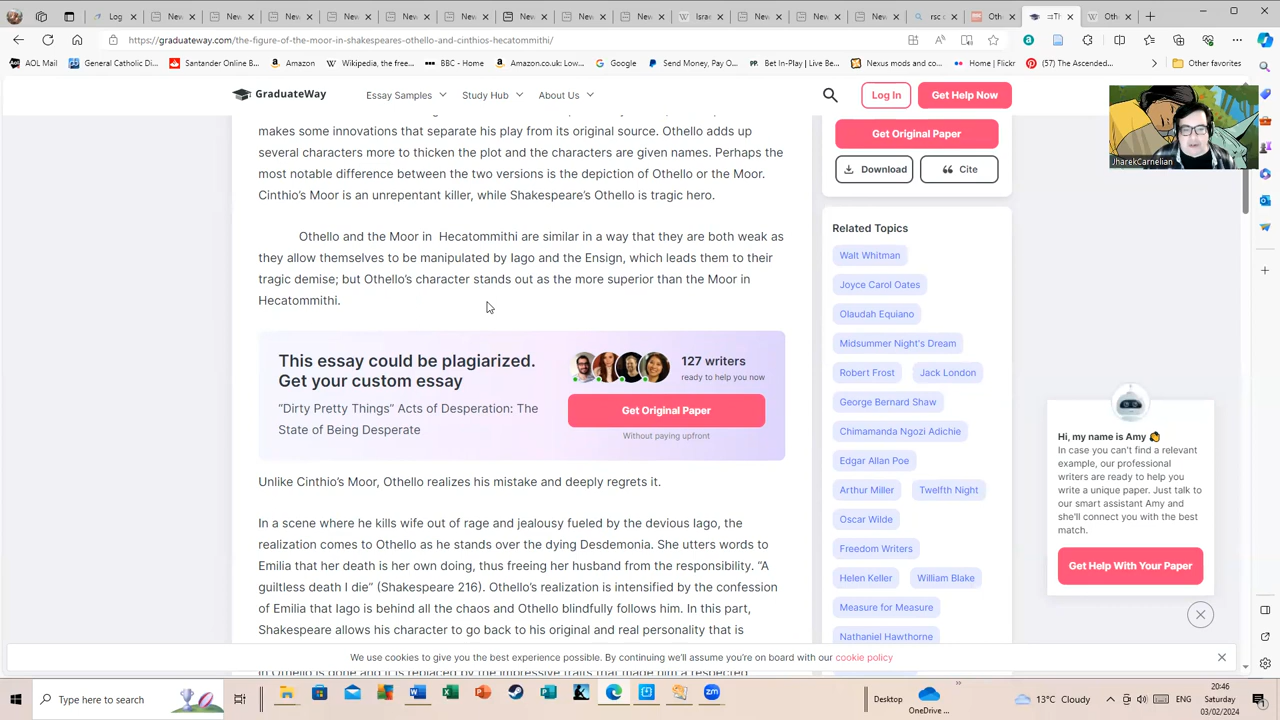 Log
New
New
New
New
New
New
New
Israe
New
New
New
rsc o
Othe
"Th
Oth
https://graduateway.com/the-figure-of-the-moor-in-shakespeares-othello-and-cinthios-hecatommithi/
AOL Mail
General Catholic Di...
Santander Online B...
Amazon
Wikipedia, the free...
BBC - Home
Amazon.co.uk: Low...
Google
Send Money, Pay O...
Bet In-Play | Live Be...
Nexus mods and co...
Home | Flickr
(57) The Ascended...
Other favorites
GraduateWay
Essay Samples
Study Hub
About Us
Log In
Get Help Now
JharekCarnelian
makes some innovations that separate his play from its original source. Othello adds up
several characters more to thicken the plot and the characters are given names. Perhaps the
most notable difference between the two versions is the depiction of Othello or the Moor.
Cinthio's Moor is an unrepentant killer, while Shakespeare's Othello is tragic hero.
Othello and the Moor in Hecatommithi are similar in a way that they are both weak as
they allow themselves to be manipulated by Iago and the Ensign, which leads them to their
tragic demise; but Othello's character stands out as the more superior than the Moor in
Hecatommithi.
This essay could be plagiarized.
Get your custom essay
"Dirty Pretty Things" Acts of Desperation: The
State of Being Desperate
127 writers
ready to help you now
Get Original Paper
Without paying upfront
Unlike Cinthio's Moor, Othello realizes his mistake and deeply regrets it.
In a scene where he kills wife out of rage and jealousy fueled by the devious Iago, the
realization comes to Othello as he stands over the dying Desdemona. She utters words to
Emilia that her death is her own doing, thus freeing her husband from the responsibility. "A
guiltless death I die" (Shakespeare 216). Othello's realization is intensified by the confession
of Emilia that Iago is behind all the chaos and Othello blindfully follows him. In this part,
Shakespeare allows his character to go back to his original and real personality that is
Get Original Paper
Download
Cite
Related Topics
Walt Whitman
Joyce Carol Oates
Olaudah Equiano
Midsummer Night's Dream
Robert Frost
Jack London
George Bernard Shaw
Chimamanda Ngozi Adichie
Edgar Allan Poe
Arthur Miller
Twelfth Night
Oscar Wilde
Freedom Writers
Helen Keller
William Blake
Measure for Measure
Nathaniel Hawthorne
Hi, my name is Amy 👋
In case you can't find a relevant
example, our professional
writers are ready to help you
write a unique paper. Just talk to
our smart assistant Amy and
she'll connect you with the best
match.
Get Help With Your Paper
We use cookies to give you the best experience possible. By continuing we'll assume you're on board with our cookie policy
Type here to search
Desktop
OneDrive ...
13°C Cloudy
ENG
20:46
Saturday
03/02/2024